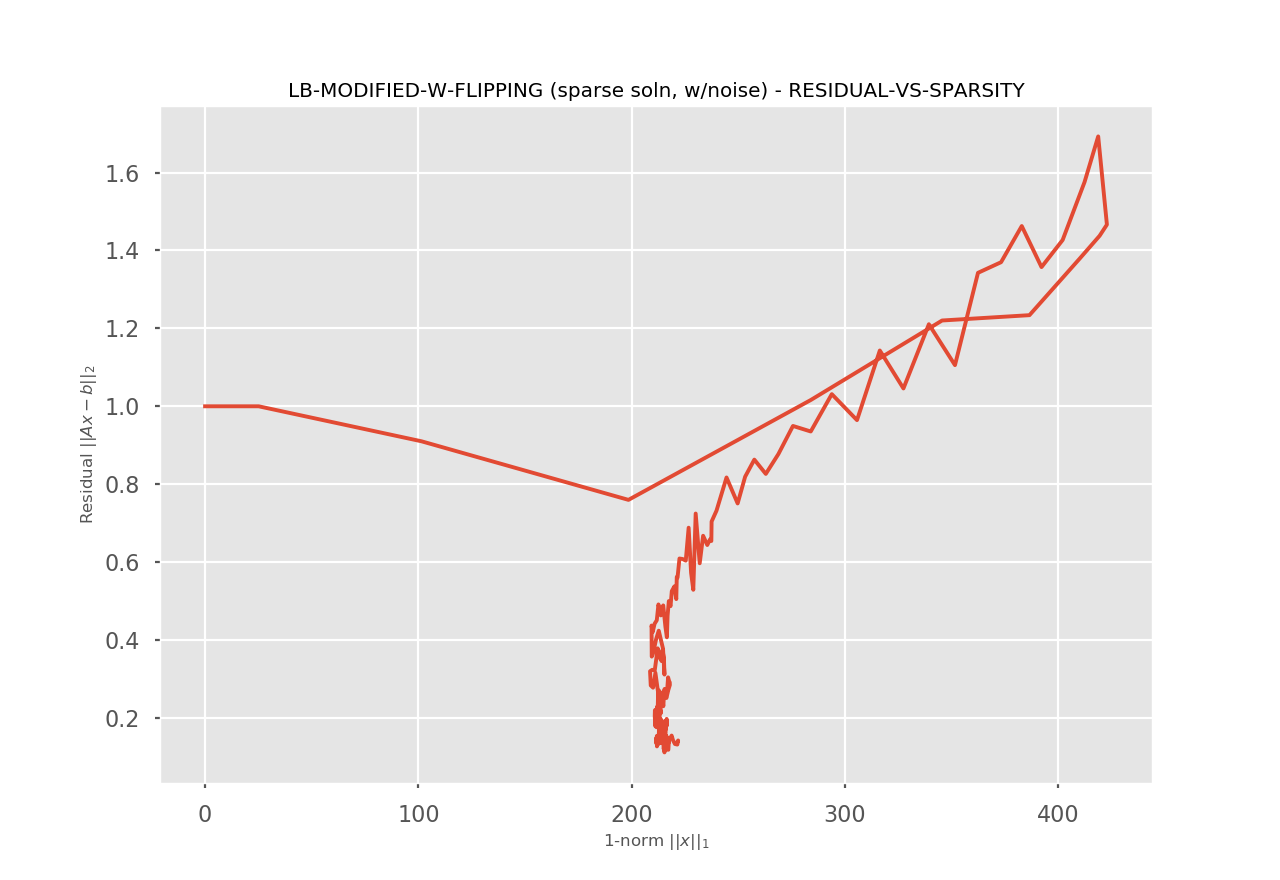 LB-MODIFIED-W-FLIPPING (sparse soln, w/noise) - RESIDUAL-VS-SPARSITY
1.6
1.4
1.2
1.0
0.8
0.6
0.4
0.2
Residual ||Ax − b||₂
0 100 200 300 400
1-norm ||x||₁